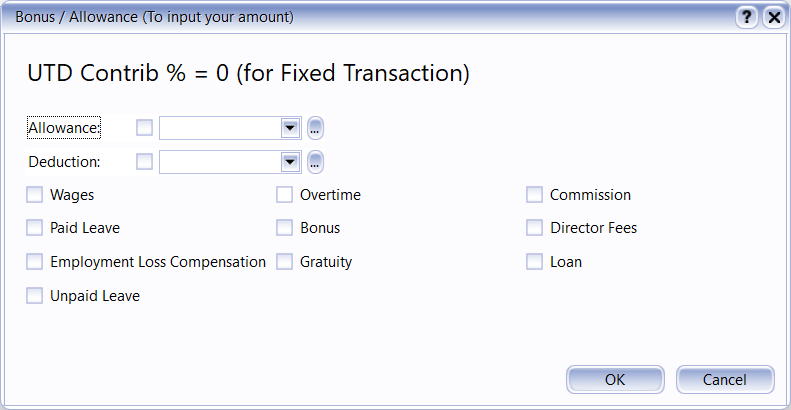 Bonus / Allowance (To input your amount)
?
UTD Contrib % = 0 (for Fixed Transaction)
Allowance:
...
Deduction:
...
Wages Overtime Commission
Paid Leave Bonus Director Fees
Employment Loss Compensation Gratuity Loan
Unpaid Leave
OK Cancel